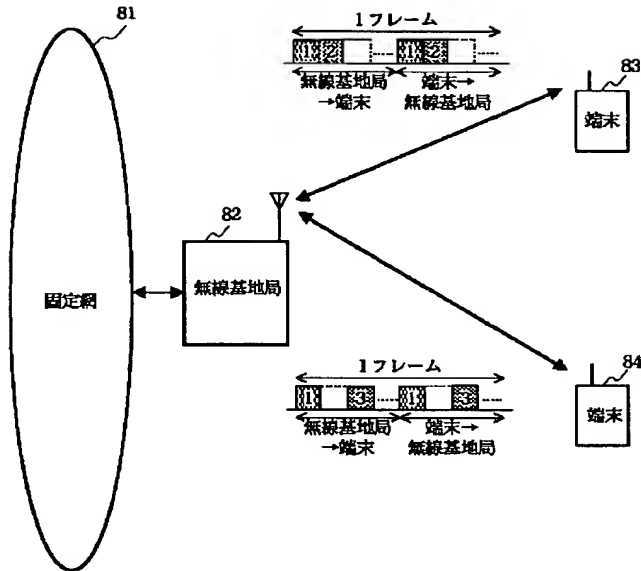 81
1フレーム
1 2 1 2
無線基地局 端末→
→端末 無線基地局
83
端末
82
無線基地局
固定網
1フレーム
1 3 1 3
無線基地局 端末→
→端末 無線基地局
84
端末